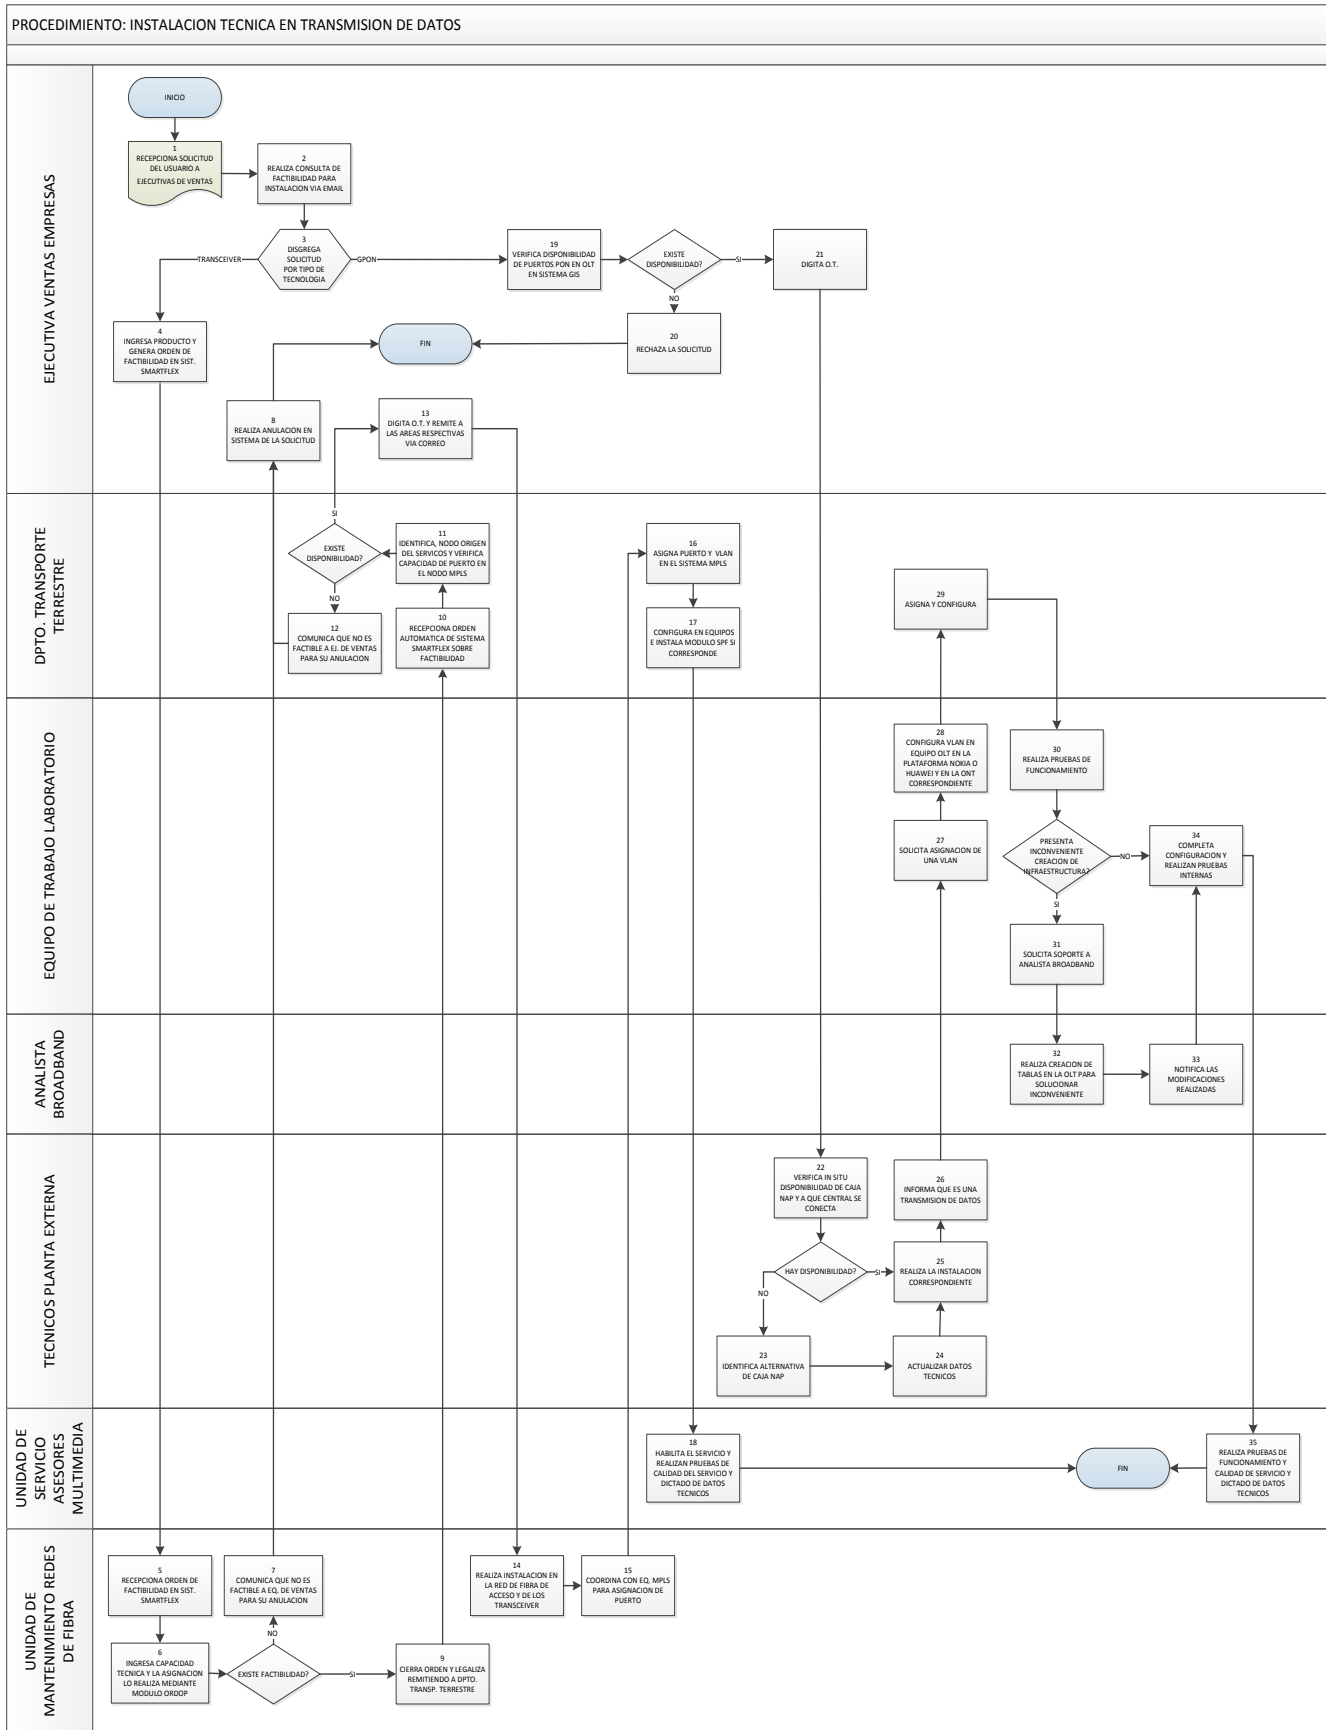 PROCEDIMIENTO: INSTALACION TECNICA EN TRANSMISION DE DATOS
EJECUTIVA VENTAS EMPRESAS
INICIO
1
RECEPCIONA SOLICITUD
DEL USUARIO A
EJECUTIVAS DE VENTAS
2
REALIZA CONSULTA DE
FACTIBILIDAD PARA
INSTALACION VIA EMAIL
3
DISGREGA
SOLICITUD
POR TIPO DE
TECNOLOGIA
TRANSCEIVER
GPON
19
VERIFICA DISPONIBILIDAD
DE PUERTOS PON EN OLT
EN SISTEMA GIS
EXISTE
DISPONIBILIDAD?
SI
NO
21
DIGITA O.T.
4
INGRESA PRODUCTO Y
GENERA ORDEN DE
FACTIBILIDAD EN SIST.
SMARTFLEX
FIN
20
RECHAZA LA SOLICITUD
8
REALIZA ANULACION EN
SISTEMA DE LA SOLICITUD
13
DIGITA O.T. Y REMITE A
LAS AREAS RESPECTIVAS
VIA CORREO
DPTO. TRANSPORTE
TERRESTRE
SI
EXISTE
DISPONIBILIDAD?
NO
11
IDENTIFICA, NODO ORIGEN
DEL SERVICOS Y VERIFICA
CAPACIDAD DE PUERTO EN
EL NODO MPLS
16
ASIGNA PUERTO Y VLAN
EN EL SISTEMA MPLS
29
ASIGNA Y CONFIGURA
12
COMUNICA QUE NO ES
FACTIBLE A EJ. DE VENTAS
PARA SU ANULACION
10
RECEPCIONA ORDEN
AUTOMATICA DE SISTEMA
SMARTFLEX SOBRE
FACTIBILIDAD
17
CONFIGURA EN EQUIPOS
E INSTALA MODULO SPF SI
CORRESPONDE
EQUIPO DE TRABAJO LABORATORIO
28
CONFIGURA VLAN EN
EQUIPO OLT EN LA
PLATAFORMA NOKIA O
HUAWEI Y EN LA ONT
CORRESPONDIENTE
30
REALIZA PRUEBAS DE
FUNCIONAMIENTO
27
SOLICITA ASIGNACION DE
UNA VLAN
PRESENTA
INCONVENIENTE
CREACION DE
INFRAESTRUCTURA?
NO
SI
34
COMPLETA
CONFIGURACION Y
REALIZAN PRUEBAS
INTERNAS
31
SOLICITA SOPORTE A
ANALISTA BROADBAND
ANALISTA
BROADBAND
32
REALIZA CREACION DE
TABLAS EN LA OLT PARA
SOLUCIONAR
INCONVENIENTE
33
NOTIFICA LAS
MODIFICACIONES
REALIZADAS
TECNICOS PLANTA EXTERNA
22
VERIFICA IN SITU
DISPONIBILIDAD DE CAJA
NAP Y A QUE CENTRAL SE
CONECTA
26
INFORMA QUE ES UNA
TRANSMISION DE DATOS
HAY DISPONIBILIDAD?
SI
NO
25
REALIZA LA INSTALACION
CORRESPONDIENTE
23
IDENTIFICA ALTERNATIVA
DE CAJA NAP
24
ACTUALIZAR DATOS
TECNICOS
UNIDAD DE
SERVICIO
ASESORES
MULTIMEDIA
18
HABILITA EL SERVICIO Y
REALIZAN PRUEBAS DE
CALIDAD DEL SERVICIO Y
DICTADO DE DATOS
TECNICOS
FIN
35
REALIZA PRUEBAS DE
FUNCIONAMIENTO Y
CALIDAD DE SERVICIO Y
DICTADO DE DATOS
TECNICOS
UNIDAD DE
MANTENIMIENTO REDES
DE FIBRA
5
RECEPCIONA ORDEN DE
FACTIBILIDAD EN SIST.
SMARTFLEX
7
COMUNICA QUE NO ES
FACTIBLE A EQ. DE VENTAS
PARA SU ANULACION
14
REALIZA INSTALACION EN
LA RED DE FIBRA DE
ACCESO Y DE LOS
TRANSCEIVER
15
COORDINA CON EQ. MPLS
PARA ASIGNACION DE
PUERTO
6
INGRESA CAPACIDAD
TECNICA Y LA ASIGNACION
LO REALIZA MEDIANTE
MODULO ORDOP
NO
EXISTE FACTIBILIDAD?
SI
9
CIERRA ORDEN Y LEGALIZA
REMITIENDO A DPTO.
TRANSP. TERRESTRE